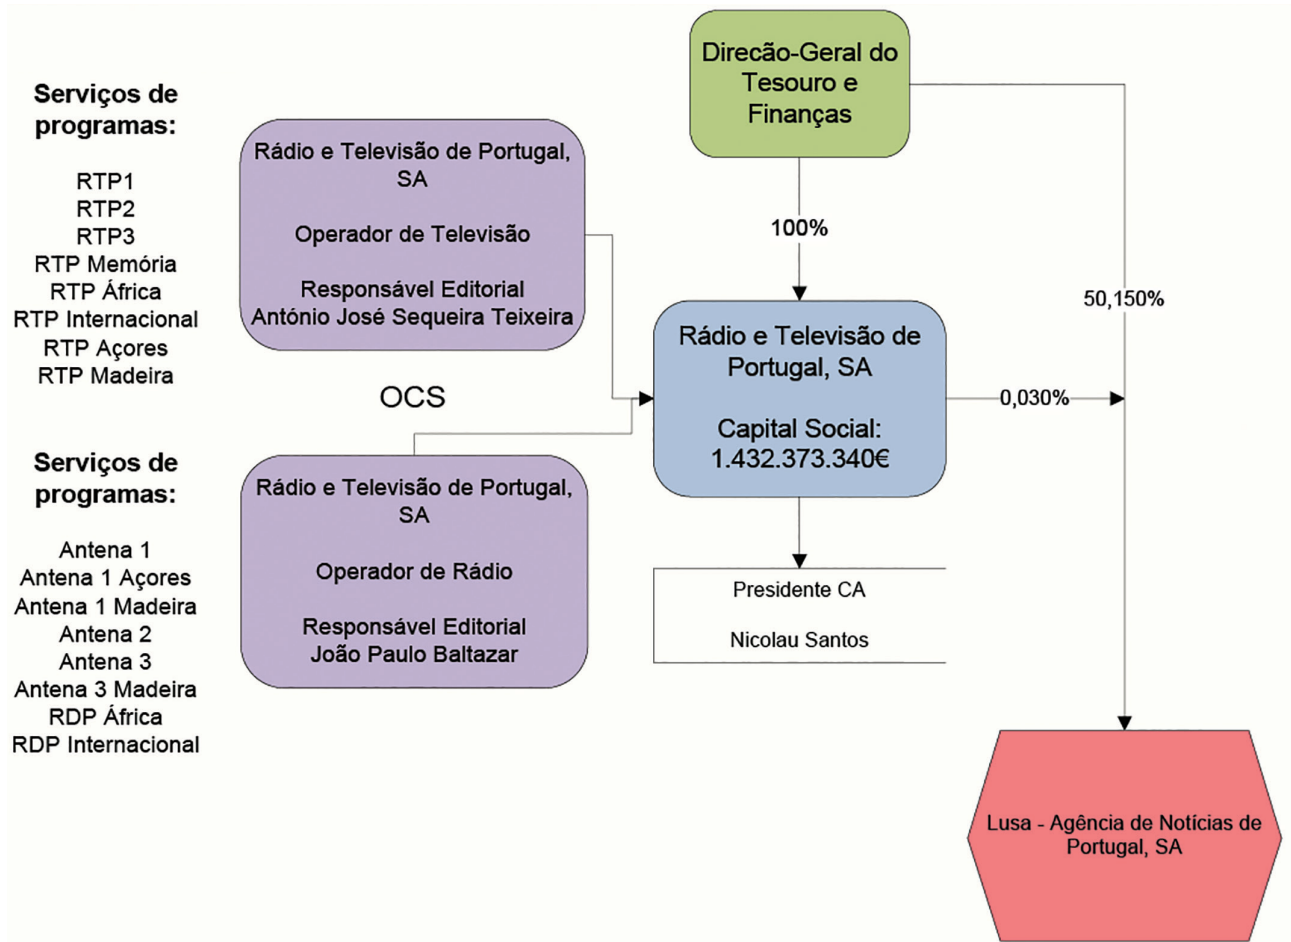 Direcão-Geral do
Tesouro e
Finanças
Serviços de
programas:
RTP1
RTP2
RTP3
RTP Memória
RTP África
RTP Internacional
RTP Açores
RTP Madeira
Rádio e Televisão de Portugal,
SA
Operador de Televisão
Responsável Editorial
António José Sequeira Teixeira
100%
50,150%
Rádio e Televisão de
Portugal, SA
Capital Social:
1.432.373.340€
0,030%
OCS
Serviços de
programas:
Antena 1
Antena 1 Açores
Antena 1 Madeira
Antena 2
Antena 3
Antena 3 Madeira
RDP África
RDP Internacional
Rádio e Televisão de Portugal,
SA
Operador de Rádio
Responsável Editorial
João Paulo Baltazar
Presidente CA
Nicolau Santos
Lusa - Agência de Notícias de
Portugal, SA